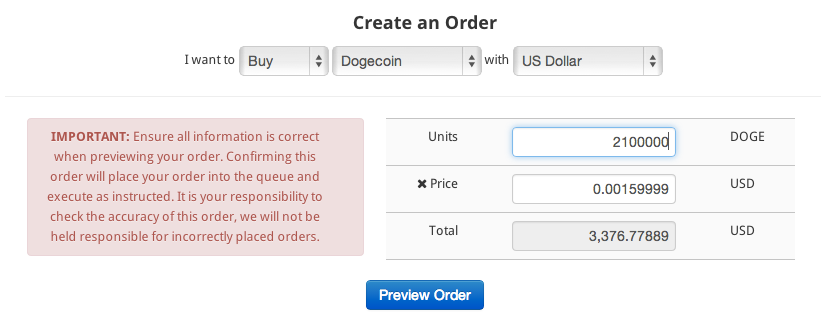 Create an Order
I want to Buy Dogecoin with US Dollar
IMPORTANT: Ensure all information is correct
when previewing your order. Confirming this
order will place your order into the queue and
execute as instructed. It is your responsibility to
check the accuracy of this order, we will not be
held responsible for incorrectly placed orders.
Units 2100000 DOGE
✖ Price 0.00159999 USD
Total 3,376.77889 USD
Preview Order